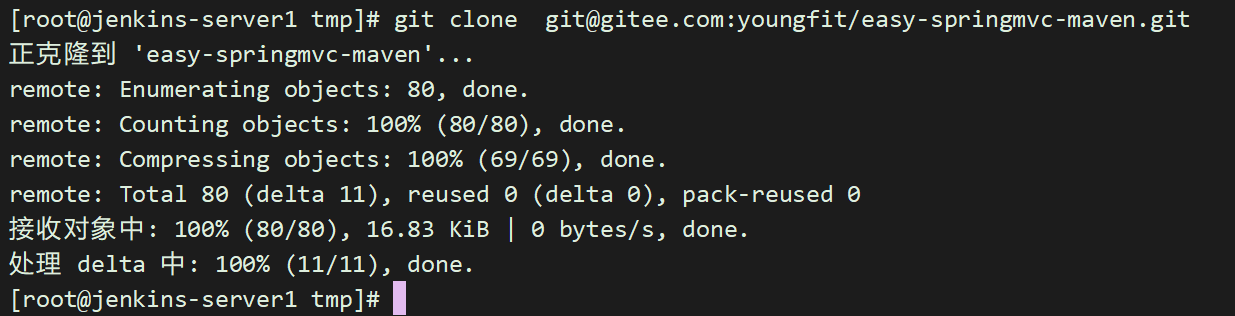 [root@jenkins-server1 tmp]# git clone  git@gitee.com:youngfit/easy-springmvc-maven.git
正克隆到 'easy-springmvc-maven'...
remote: Enumerating objects: 80, done.
remote: Counting objects: 100% (80/80), done.
remote: Compressing objects: 100% (69/69), done.
remote: Total 80 (delta 11), reused 0 (delta 0), pack-reused 0
接收对象中: 100% (80/80), 16.83 KiB | 0 bytes/s, done.
处理 delta 中: 100% (11/11), done.
[root@jenkins-server1 tmp]#